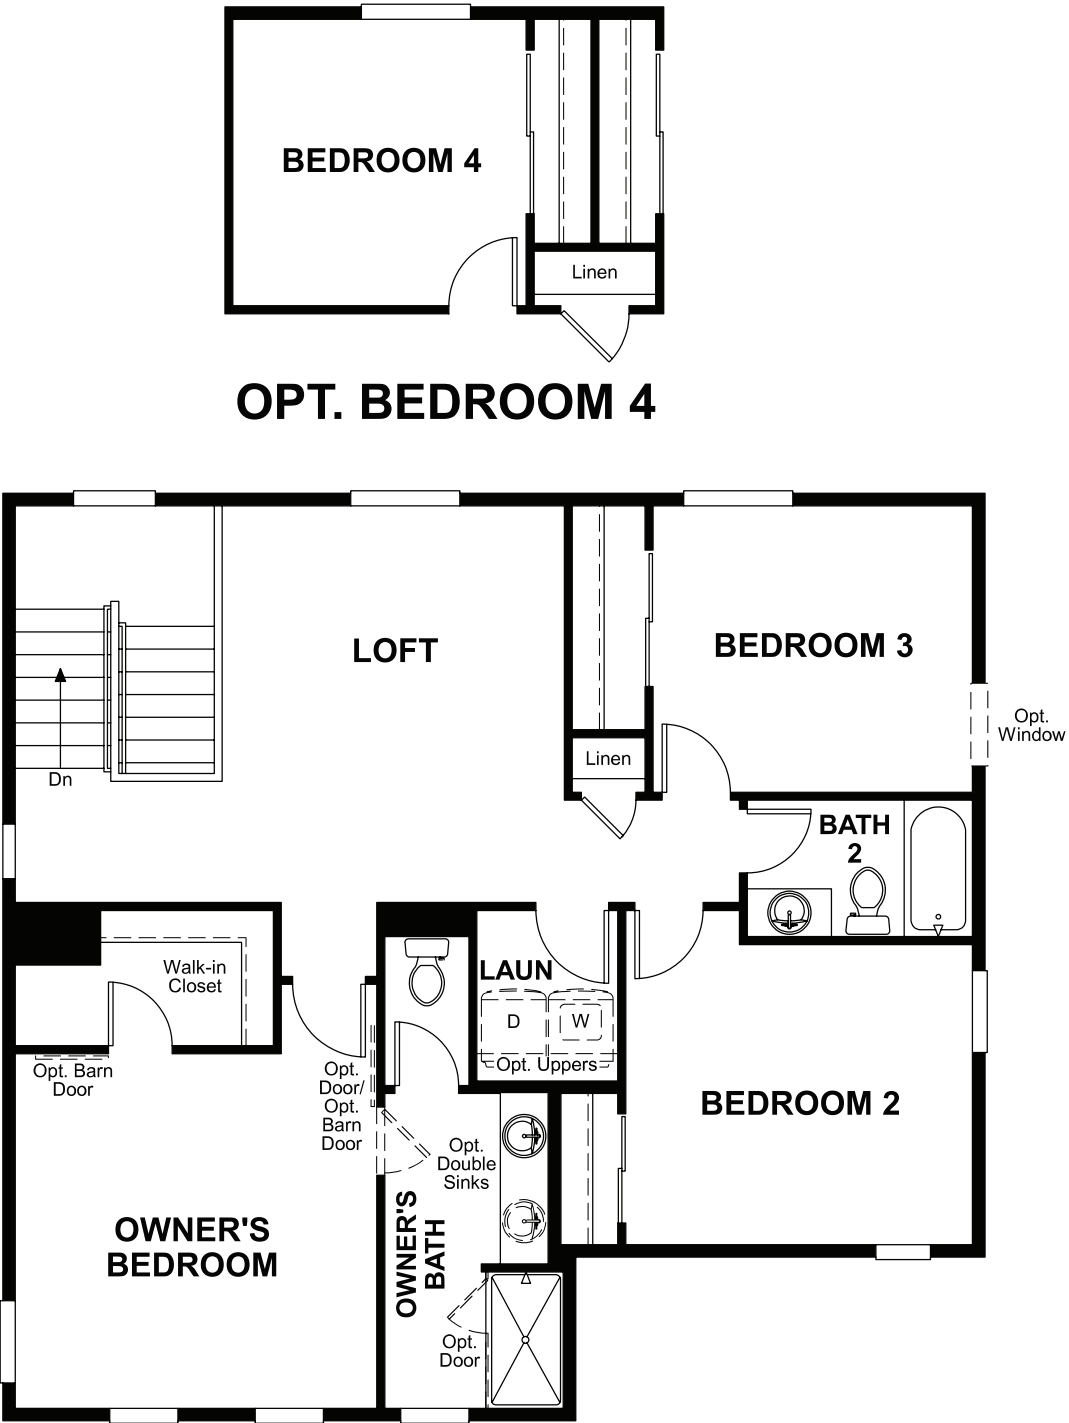 BEDROOM 4
Linen
OPT. BEDROOM 4
LOFT
BEDROOM 3
Opt.
Window
Linen
Dn
BATH
2
Walk-in
Closet
LAUN
D
W
Opt. Uppers
Opt. Barn
Door
Opt.
Door/
Opt.
Barn
Door
BEDROOM 2
Opt.
Double
Sinks
OWNER'S
BEDROOM
OWNER'S
BATH
Opt.
Door